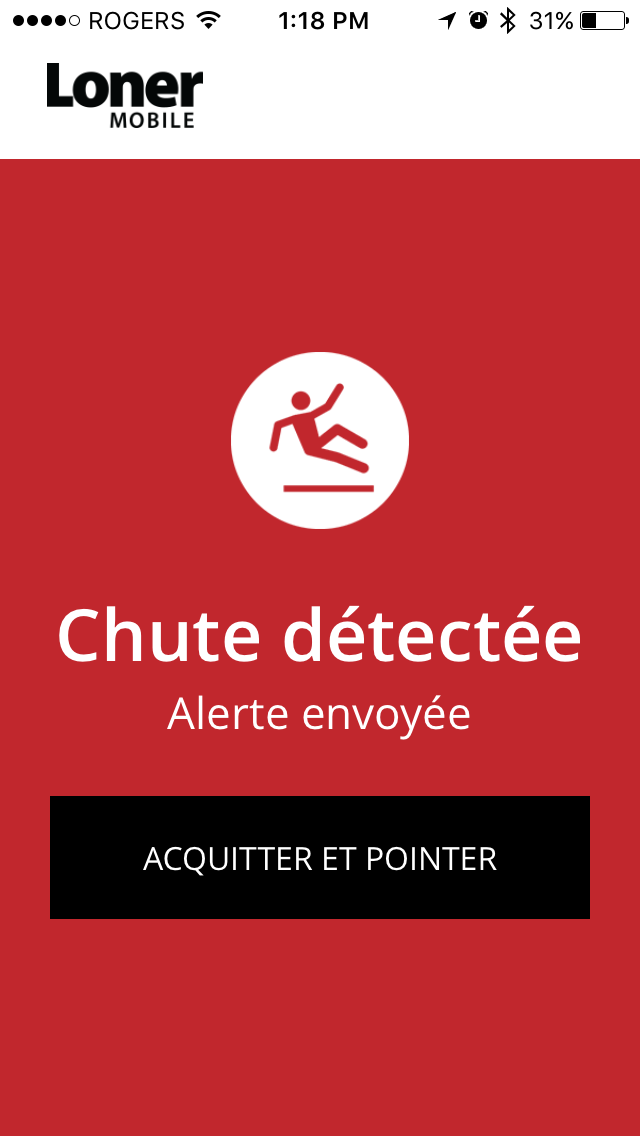 ROGERS 1:18 PM 31%
Loner
MOBILE
Chute détectée
Alerte envoyée
ACQUITTER ET POINTER